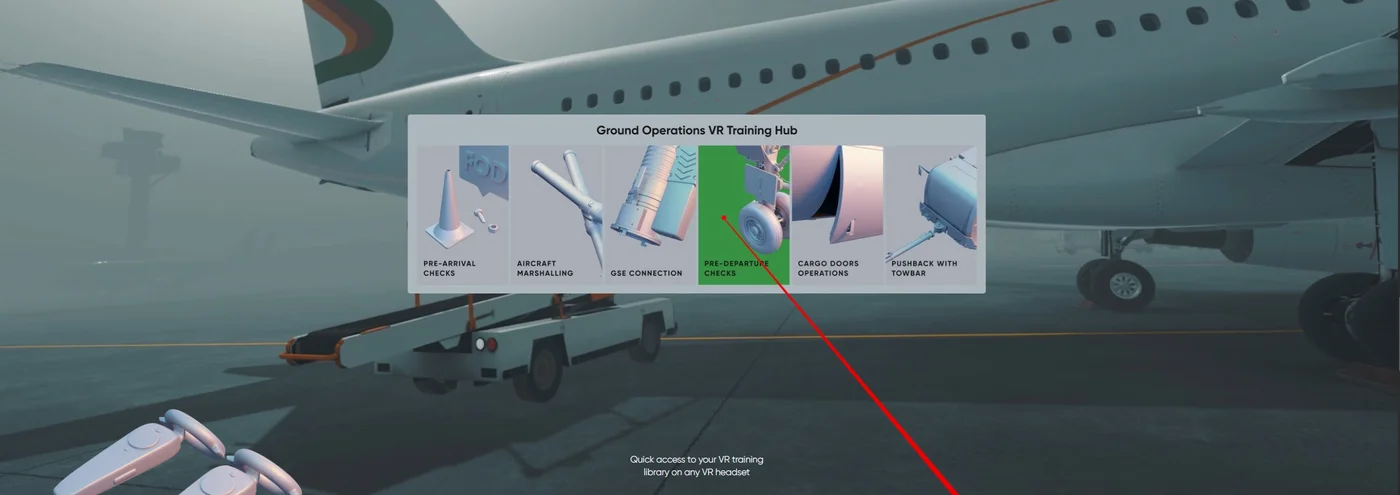 Ground Operations VR Training Hub
FOD
PRE-ARRIVAL
CHECKS
AIRCRAFT
MARSHALLING
GSE CONNECTION
PRE-DEPARTURE
CHECKS
CARGO DOORS
OPERATIONS
PUSHBACK WITH
TOWBAR
Quick access to your VR training
library on any VR headset